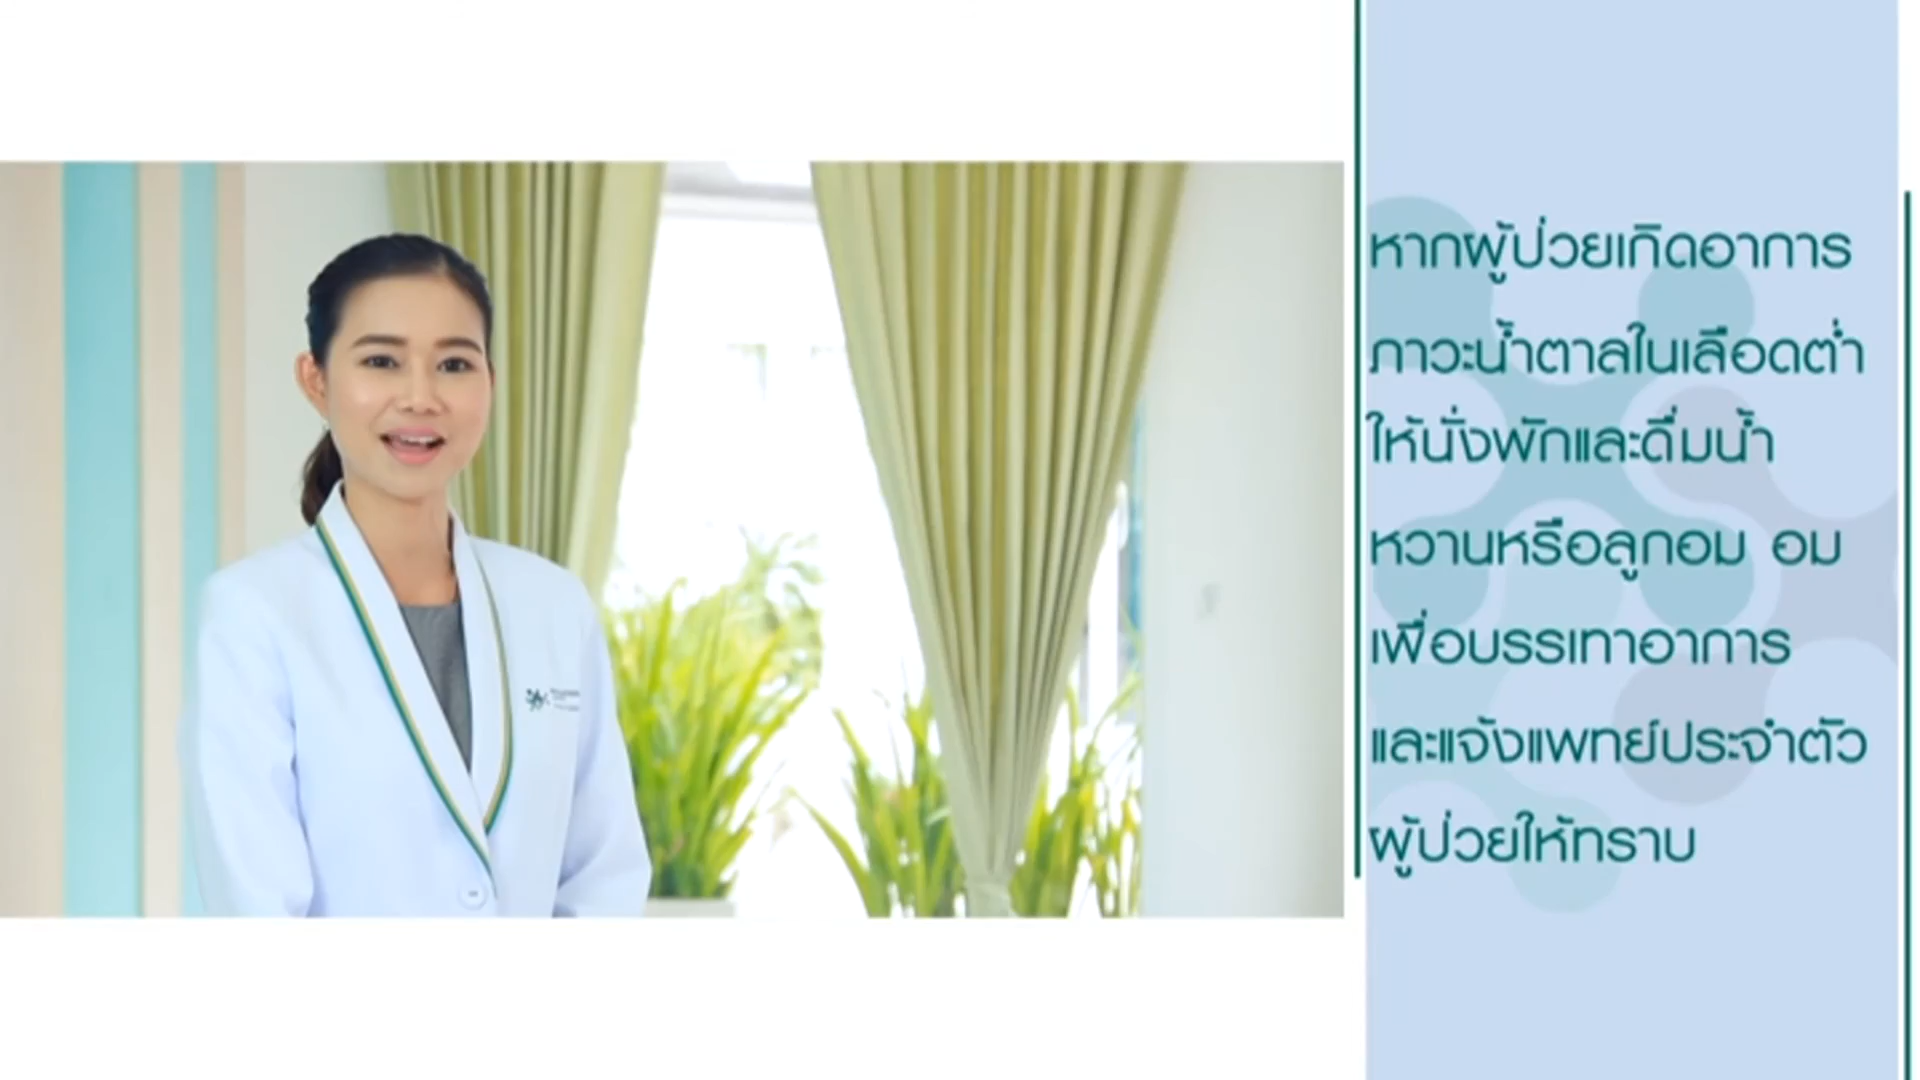 หากผู้ป่วยเกิดอาการ
ภาวะน้ำตาลในเลือดต่ำ
ให้นั่งพักและดื่มน้ำ
หวานหรือลูกอม อม
เพื่อบรรเทาอาการ
และแจ้งแพทย์ประจำตัว
ผู้ป่วยให้ทราบ